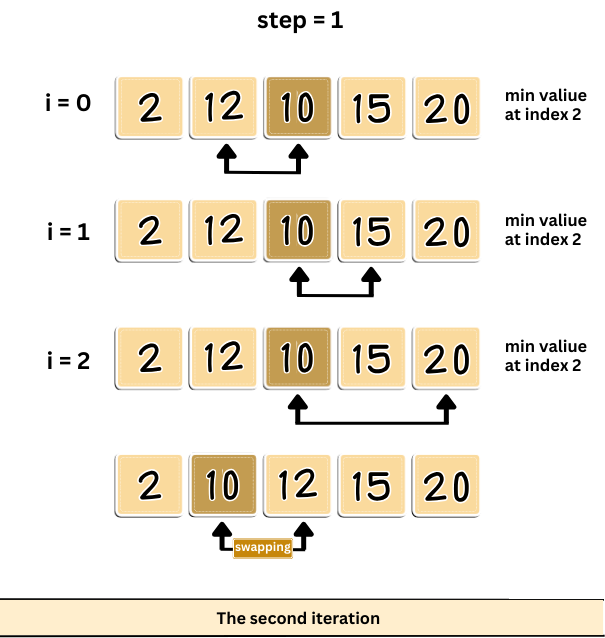 step = 1
i = 0
2 12 10 15 20
min valiue
at index 2
i = 1
2 12 10 15 20
min valiue
at index 2
i = 2
2 12 10 15 20
min valiue
at index 2
2 10 12 15 20
swapping
The second iteration